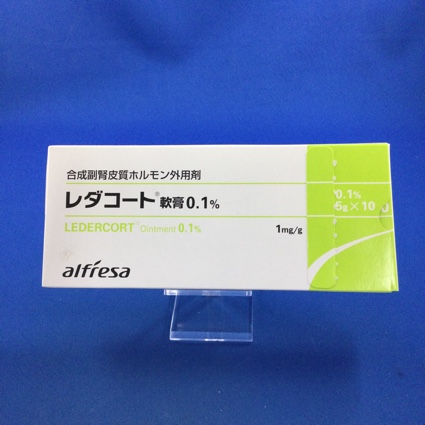 合成副腎皮質ホルモン外用剤
レダコート® 軟膏0.1%
LEDERCORT® Ointment 0.1%
1mg/g
0.1%
5g×10
alfresa